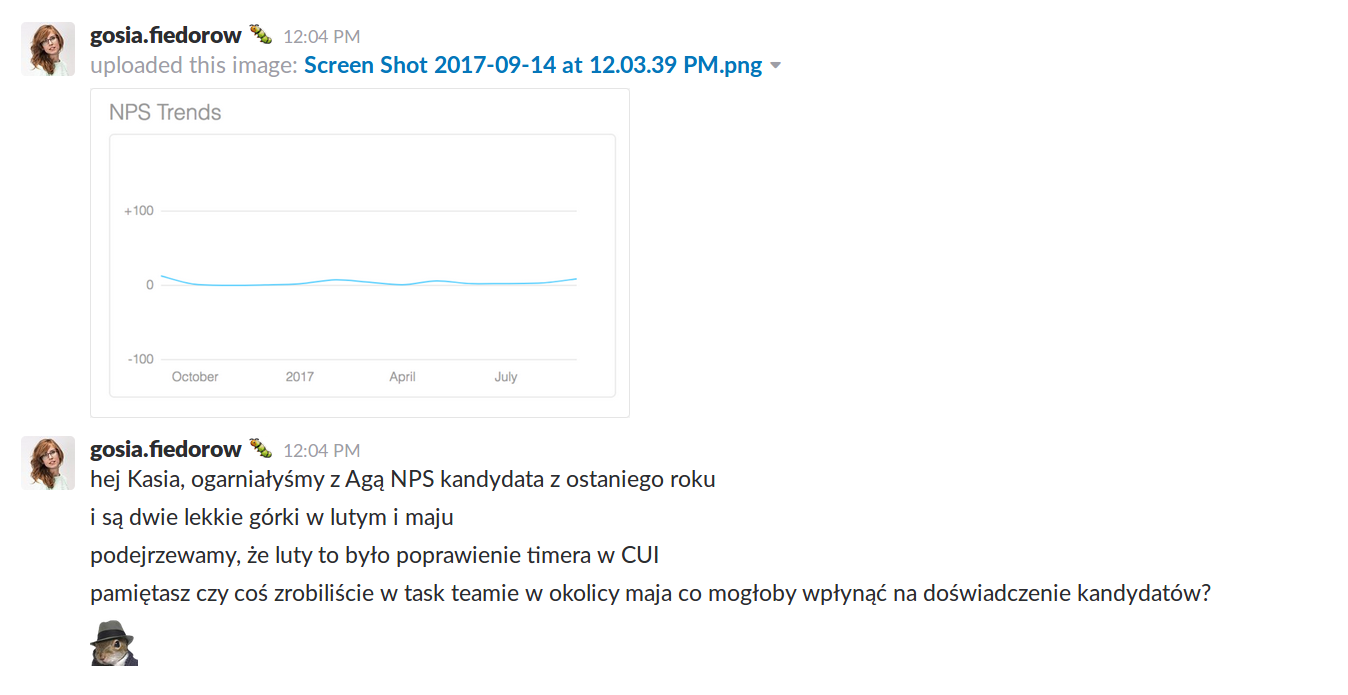 gosia.fiedorow 12:04 PM
uploaded this image: Screen Shot 2017-09-14 at 12.03.39 PM.png
NPS Trends
+100
0
-100
October 2017 April July
gosia.fiedorow 12:04 PM
hej Kasia, ogarniałyśmy z Agą NPS kandydata z ostaniego roku
i są dwie lekkie górki w lutym i maju
podejrzewamy, że luty to było poprawienie timera w CUI
pamiętasz czy coś zrobiliście w task teamie w okolicy maja co mogłoby wpłynąć na doświadczenie kandydatów?